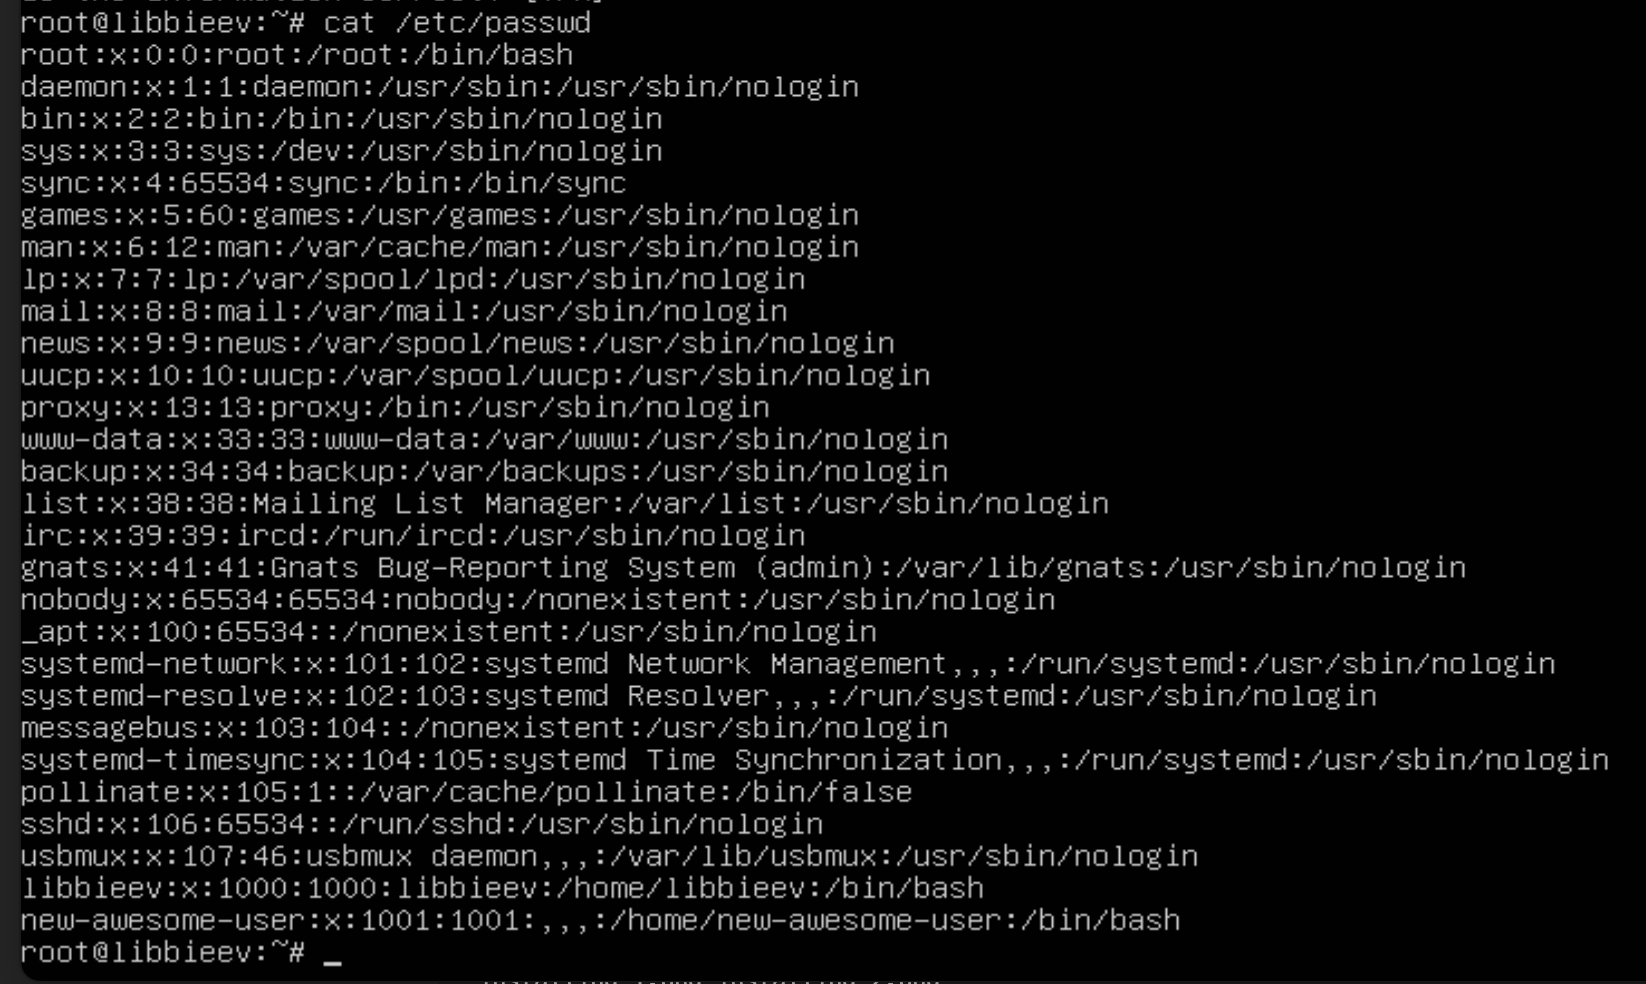 root@libbieev:~# cat /etc/passwd
root:x:0:0:root:/root:/bin/bash
daemon:x:1:1:daemon:/usr/sbin:/usr/sbin/nologin
bin:x:2:2:bin:/bin:/usr/sbin/nologin
sys:x:3:3:sys:/dev:/usr/sbin/nologin
sync:x:4:65534:sync:/bin:/bin/sync
games:x:5:60:games:/usr/games:/usr/sbin/nologin
man:x:6:12:man:/var/cache/man:/usr/sbin/nologin
lp:x:7:7:lp:/var/spool/lpd:/usr/sbin/nologin
mail:x:8:8:mail:/var/mail:/usr/sbin/nologin
news:x:9:9:news:/var/spool/news:/usr/sbin/nologin
uucp:x:10:10:uucp:/var/spool/uucp:/usr/sbin/nologin
proxy:x:13:13:proxy:/bin:/usr/sbin/nologin
www-data:x:33:33:www-data:/var/www:/usr/sbin/nologin
backup:x:34:34:backup:/var/backups:/usr/sbin/nologin
list:x:38:38:Mailing List Manager:/var/list:/usr/sbin/nologin
irc:x:39:39:ircd:/run/ircd:/usr/sbin/nologin
gnats:x:41:41:Gnats Bug-Reporting System (admin):/var/lib/gnats:/usr/sbin/nologin
nobody:x:65534:65534:nobody:/nonexistent:/usr/sbin/nologin
_apt:x:100:65534::/nonexistent:/usr/sbin/nologin
systemd-network:x:101:102:systemd Network Management,,,:/run/systemd:/usr/sbin/nologin
systemd-resolve:x:102:103:systemd Resolver,,,:/run/systemd:/usr/sbin/nologin
messagebus:x:103:104::/nonexistent:/usr/sbin/nologin
systemd-timesync:x:104:105:systemd Time Synchronization,,,:/run/systemd:/usr/sbin/nologin
pollinate:x:105:1::/var/cache/pollinate:/bin/false
sshd:x:106:65534::/run/sshd:/usr/sbin/nologin
usbmux:x:107:46:usbmux daemon,,,:/var/lib/usbmux:/usr/sbin/nologin
libbieev:x:1000:1000:libbieev:/home/libbieev:/bin/bash
new-awesome-user:x:1001:1001:,,,:/home/new-awesome-user:/bin/bash
root@libbieev:~# _